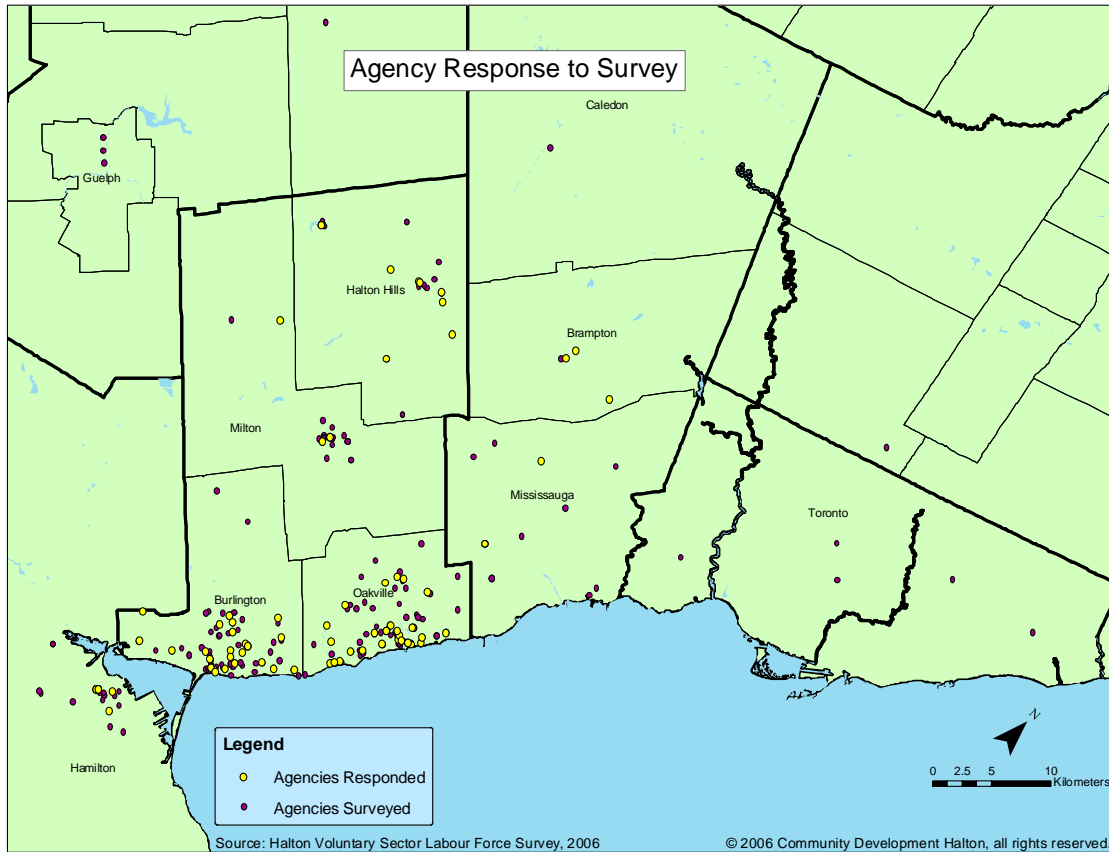 Agency Response to Survey
Caledon
Guelph
Halton Hills
Brampton
Milton
Mississauga
Toronto
Oakville
Burlington
Hamilton
Legend
Agencies Responded
Agencies Surveyed
N
0 2.5 5 10
Kilometers
Source: Halton Voluntary Sector Labour Force Survey, 2006
© 2006 Community Development Halton, all rights reserved.